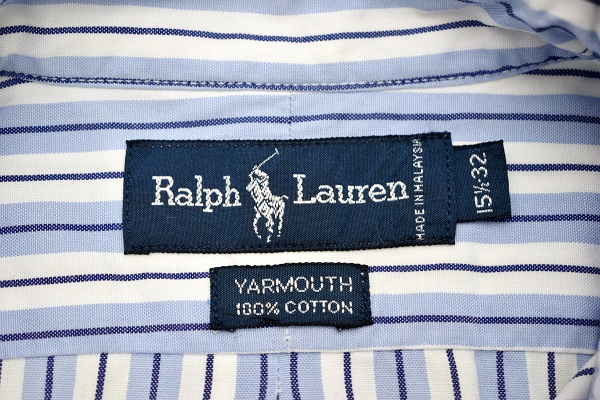 Ralph Lauren
MADE IN MALAYSIA
15½-32
YARMOUTH
100% COTTON